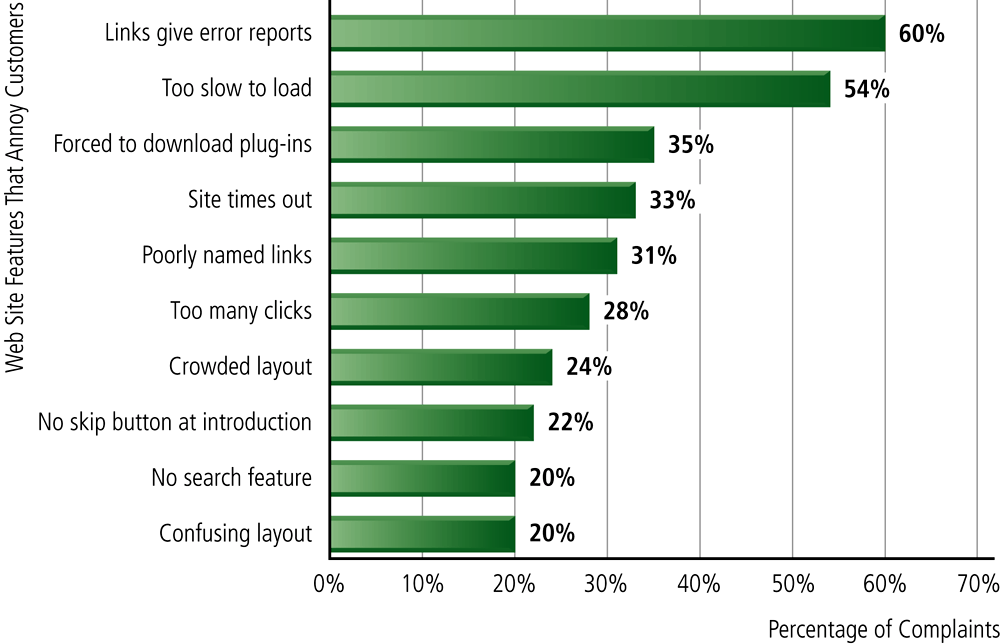 Web Site Features That Annoy Customers
Links give error reports 60%
Too slow to load 54%
Forced to download plug-ins 35%
Site times out 33%
Poorly named links 31%
Too many clicks 28%
Crowded layout 24%
No skip button at introduction 22%
No search feature 20%
Confusing layout 20%
0% 10% 20% 30% 40% 50% 60% 70%
Percentage of Complaints